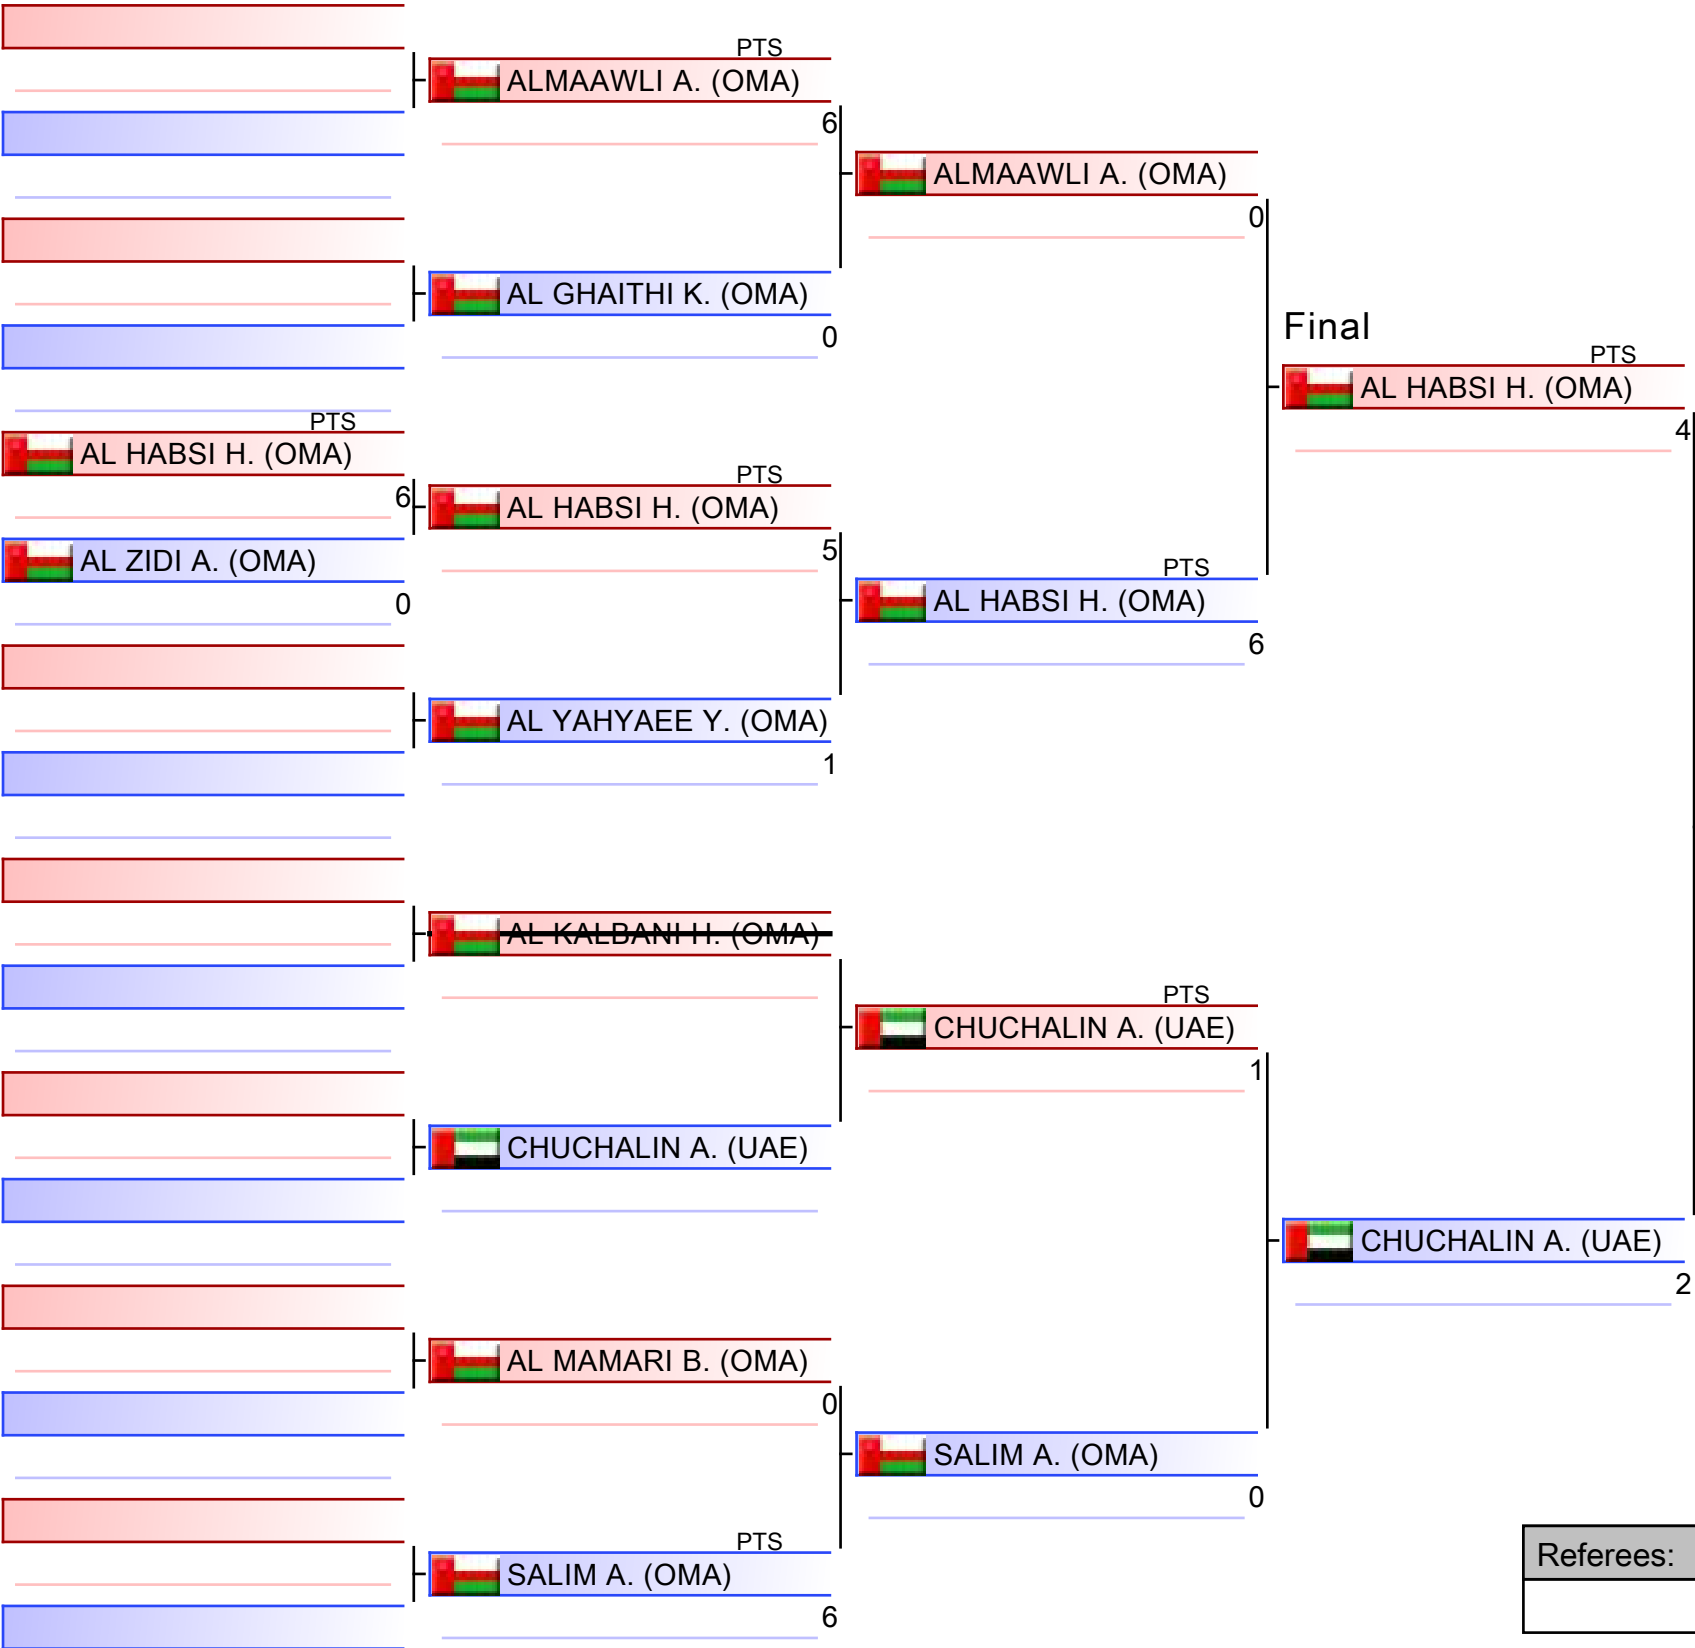 PTS
ALMAAWLI A. (OMA)
6
ALMAAWLI A. (OMA)
0
AL GHAITHI K. (OMA)
0
Final
PTS
AL HABSI H. (OMA)
4
PTS
AL HABSI H. (OMA)
6
PTS
AL HABSI H. (OMA)
5
AL ZIDI A. (OMA)
0
PTS
AL HABSI H. (OMA)
6
AL YAHYAEE Y. (OMA)
1
AL KALBANI H. (OMA)
PTS
CHUCHALIN A. (UAE)
1
CHUCHALIN A. (UAE)
CHUCHALIN A. (UAE)
2
AL MAMARI B. (OMA)
0
SALIM A. (OMA)
0
PTS
SALIM A. (OMA)
6
Referees: